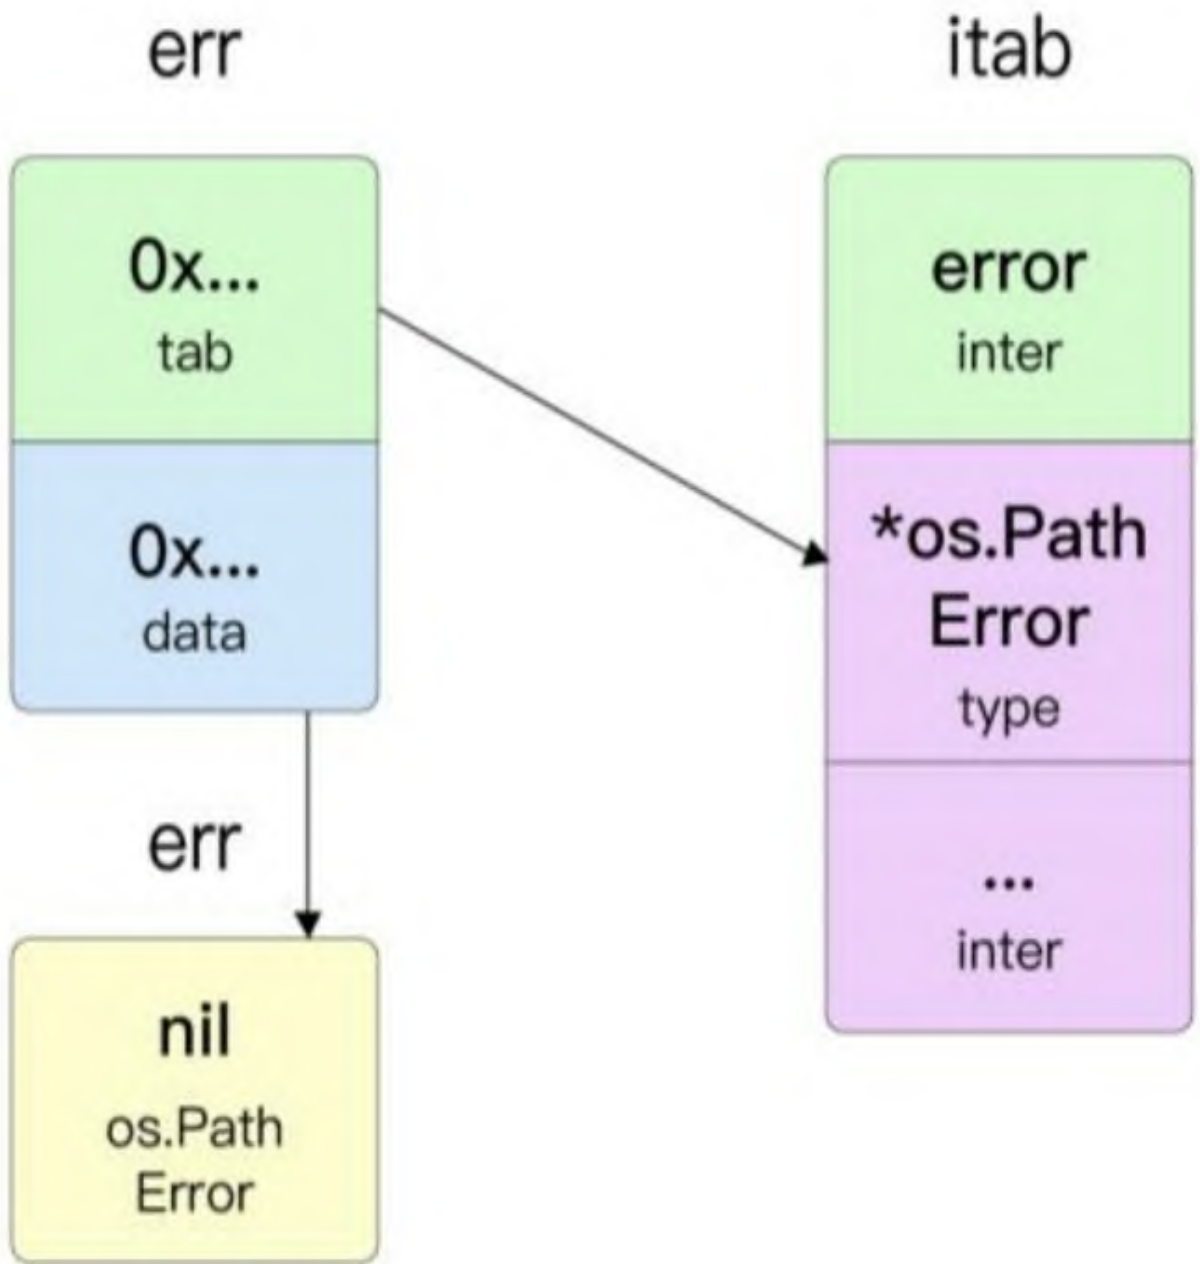 err
0x...
tab
0x...
data
err
nil
os.Path
Error
itab
error
inter
*os.Path
Error
type
...
inter